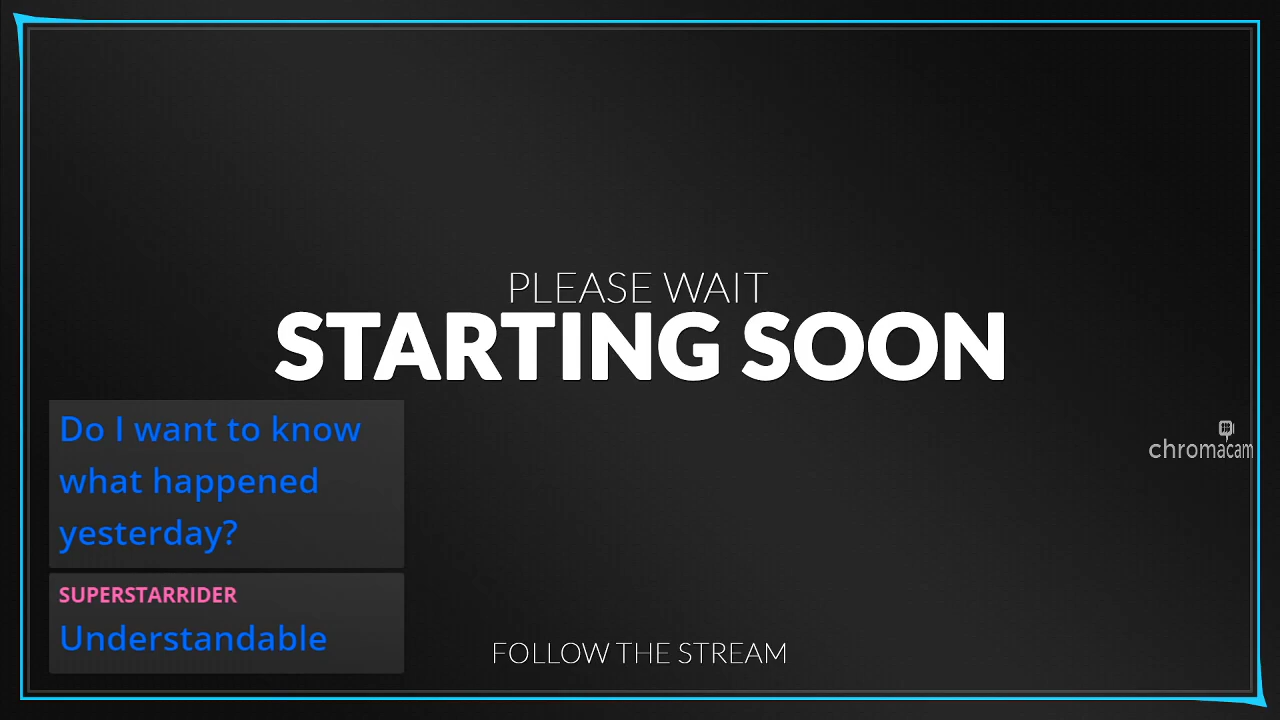 PLEASE WAIT
STARTING SOON
Do I want to know
what happened
yesterday?
SUPERSTARRIDER
Understandable
chromacam
FOLLOW THE STREAM